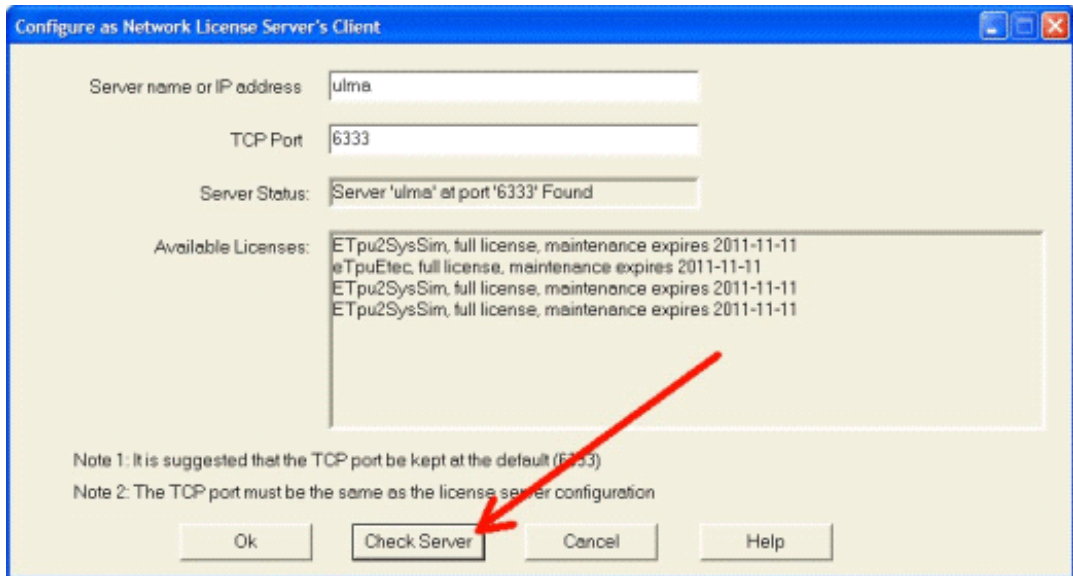 Configure as Network License Server's Client
Server name or IP address ulma
TCP Port 6333
Server Status: Server 'ulma' at port '6333' Found
Available Licenses: ETpu2SysSim, full license, maintenance expires 2011-11-11
eTpuEtec, full license, maintenance expires 2011-11-11
ETpu2SysSim, full license, maintenance expires 2011-11-11
ETpu2SysSim, full license, maintenance expires 2011-11-11
Note 1: It is suggested that the TCP port be kept at the default (6333)
Note 2: The TCP port must be the same as the license server configuration
Ok Check Server Cancel Help